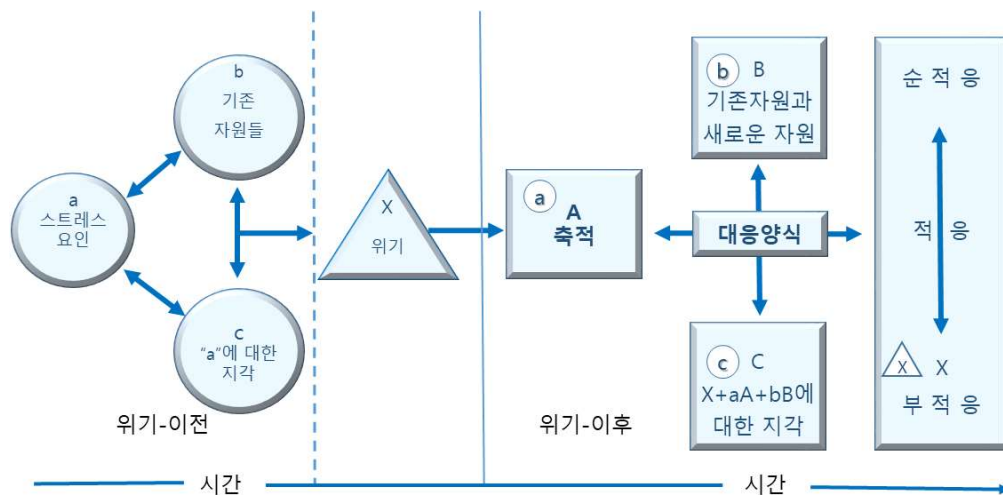 b
기존
자원들
a
스트레스
요인
c
"a"에 대한
지각
위기-이전
X
위기
a
A
축적
위기-이후
b B
기존자원과
새로운 자원
대응양식
c C
X+aA+bB에
대한 지각
순 적 응
적 응
X X
부 적 응
시간
시간